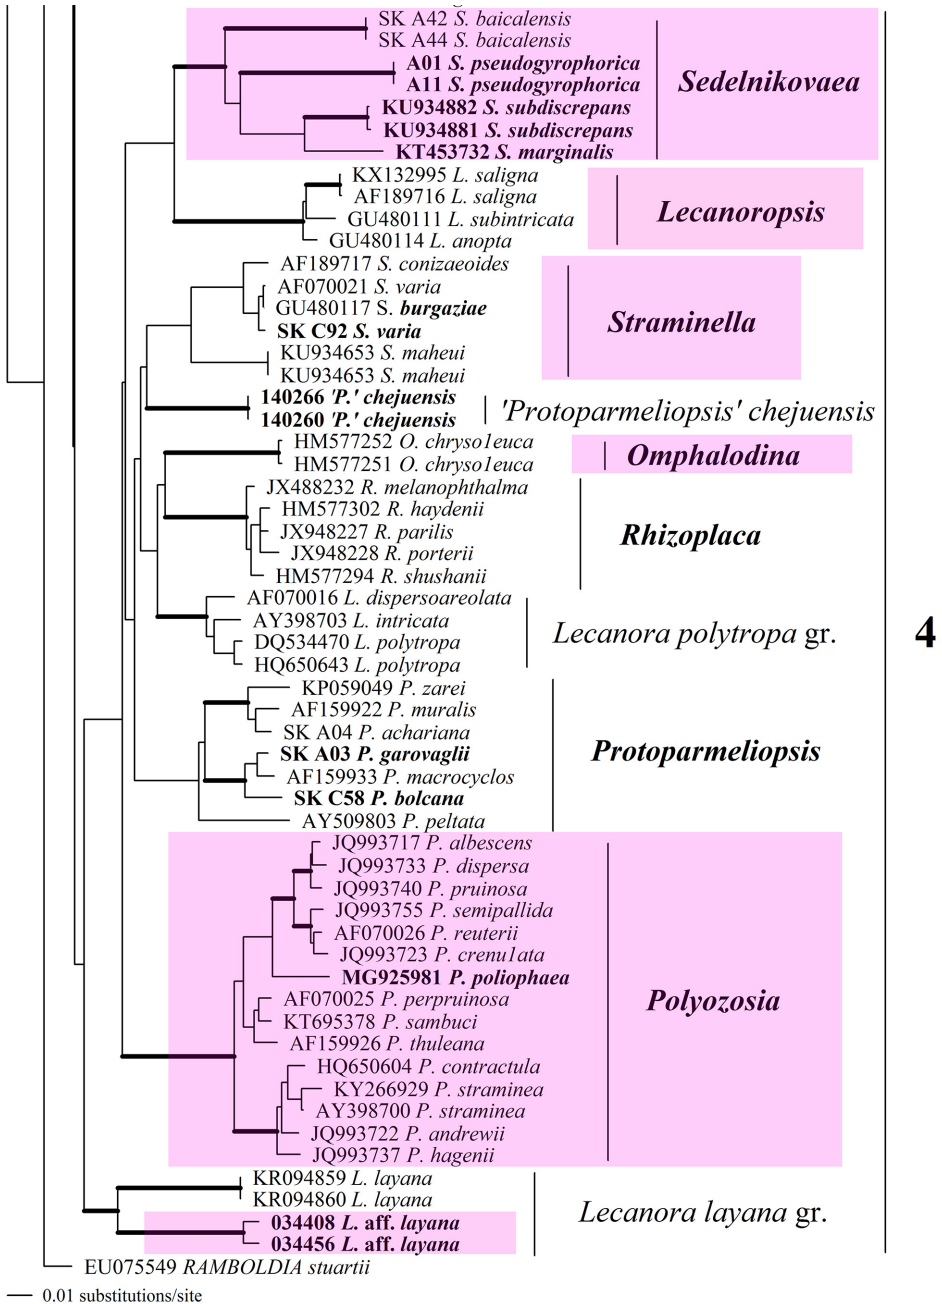 SK A42 S. baicalensis
SK A44 S. baicalensis
A01 S. pseudogyrophorica
A11 S. pseudogyrophorica
KU934882 S. subdiscrepans
KU934881 S. subdiscrepans
KT453732 S. marginalis
Sedelnikovaea
KX132995 L. saligna
AF189716 L. saligna
GU480111 L. subintricata
GU480114 L. anopta
Lecanoropsis
AF189717 S. conizaeoides
AF070021 S. varia
GU480117 S. burgaziae
SK C92 S. varia
KU934653 S. maheui
KU934653 S. maheui
Straminella
140266 'P.' chejuensis
140260 'P.' chejuensis
'Protoparmeliopsis' chejuensis
HM577252 O. chryso1euca
HM577251 O. chryso1euca
Omphalodina
JX488232 R. melanophthalma
HM577302 R. haydenii
JX948227 R. parilis
JX948228 R. porterii
HM577294 R. shushanii
Rhizoplaca
AF070016 L. dispersoareolata
AY398703 L. intricata
DQ534470 L. polytropa
HQ650643 L. polytropa
Lecanora polytropa gr.
4
KP059049 P. zarei
AF159922 P. muralis
SK A04 P. achariana
SK A03 P. garovaglii
AF159933 P. macrocyclos
SK C58 P. bolcana
AY509803 P. peltata
Protoparmeliopsis
JQ993717 P. albescens
JQ993733 P. dispersa
JQ993740 P. pruinosa
JQ993755 P. semipallida
AF070026 P. reuterii
JQ993723 P. crenu1ata
MG925981 P. poliophaea
AF070025 P. perpruinosa
KT695378 P. sambuci
AF159926 P. thuleana
HQ650604 P. contractula
KY266929 P. straminea
AY398700 P. straminea
JQ993722 P. andrewii
JQ993737 P. hagenii
Polyozosia
KR094859 L. layana
KR094860 L. layana
034408 L. aff. layana
034456 L. aff. layana
Lecanora layana gr.
EU075549 RAMBOLDIA stuartii
0.01 substitutions/site